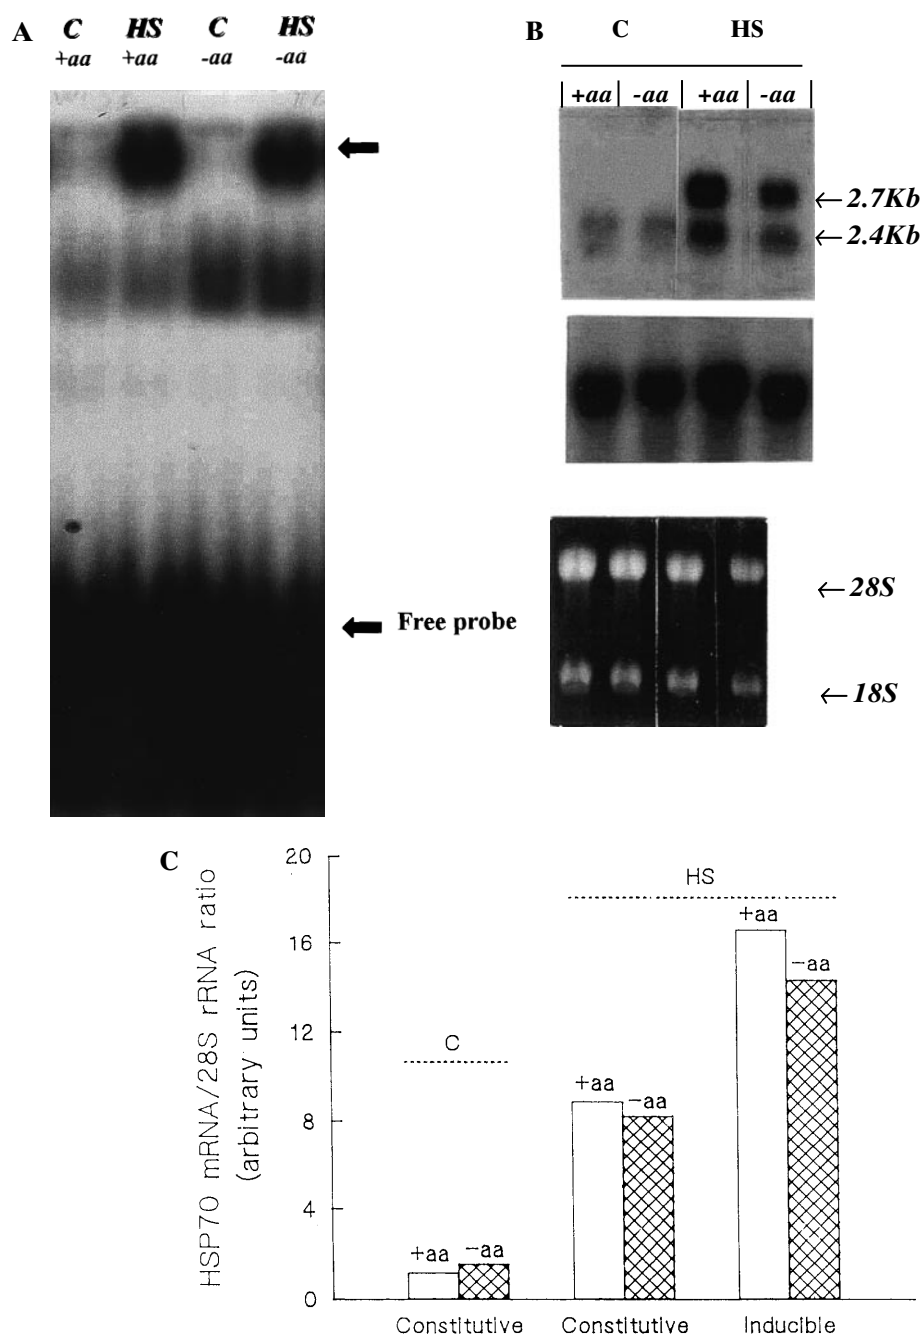 A
C HS C HS
+aa +aa -aa -aa
Free probe
B
C HS
+aa -aa +aa -aa
←2.7Kb
←2.4Kb
←28S
←18S
C
HSP70 mRNA/28S rRNA ratio
(arbitrary units)
20
16
12
8
4
0
C
+aa -aa
HS
+aa -aa
+aa -aa
Constitutive Constitutive Inducible